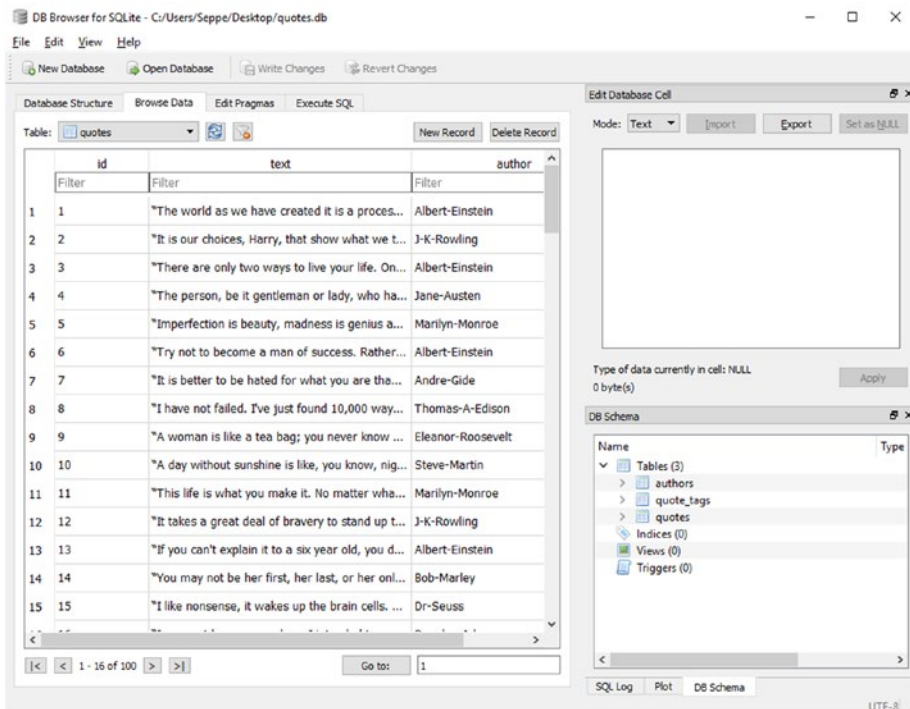 DB Browser for SQLite - C:/Users/Seppe/Desktop/quotes.db
File Edit View Help
New Database Open Database Write Changes Revert Changes
Database Structure Browse Data Edit Pragmas Execute SQL
Table: quotes New Record Delete Record
id text author
Filter Filter Filter
1 1 “The world as we have created it is a proces... Albert-Einstein
2 2 “It is our choices, Harry, that show what we t... J-K-Rowling
3 3 “There are only two ways to live your life. On... Albert-Einstein
4 4 “The person, be it gentleman or lady, who ha... Jane-Austen
5 5 “Imperfection is beauty, madness is genius a... Marilyn-Monroe
6 6 “Try not to become a man of success. Rather... Albert-Einstein
7 7 “It is better to be hated for what you are tha... Andre-Gide
8 8 “I have not failed. I've just found 10,000 way... Thomas-A-Edison
9 9 “A woman is like a tea bag; you never know ... Eleanor-Roosevelt
10 10 “A day without sunshine is like, you know, nig... Steve-Martin
11 11 “This life is what you make it. No matter wha... Marilyn-Monroe
12 12 “It takes a great deal of bravery to stand up t... J-K-Rowling
13 13 “If you can't explain it to a six year old, you d... Albert-Einstein
14 14 “You may not be her first, her last, or her onl... Bob-Marley
15 15 “I like nonsense, it wakes up the brain cells. ... Dr-Seuss
|< < 1 - 16 of 100 > >| Go to: 1
Edit Database Cell
Mode: Text Import Export Set as NULL
Type of data currently in cell: NULL
0 byte(s)
Apply
DB Schema
Name Type
Tables (3)
authors
quote_tags
quotes
Indices (0)
Views (0)
Triggers (0)
SQL Log Plot DB Schema
UTF-8